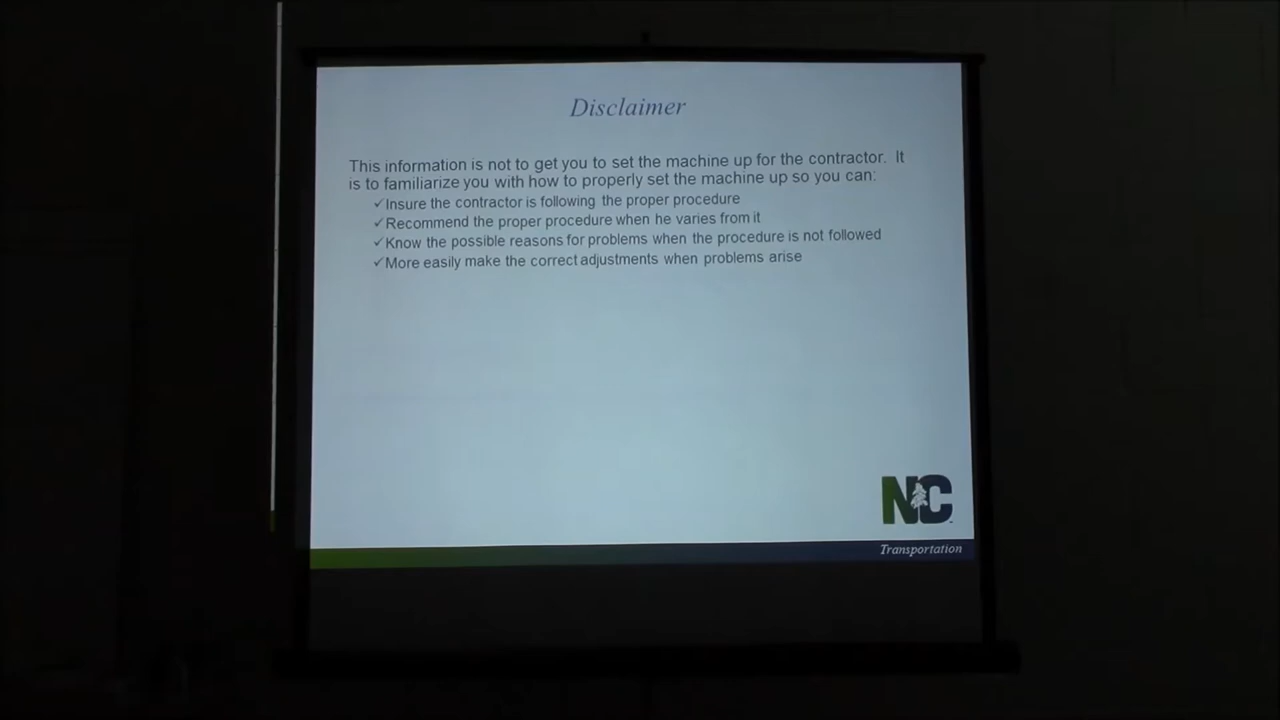 Disclaimer
This information is not to get you to set the machine up for the contractor. It
is to familiarize you with how to properly set the machine up so you can:
✓Insure the contractor is following the proper procedure
✓Recommend the proper procedure when he varies from it
✓Know the possible reasons for problems when the procedure is not followed
✓More easily make the correct adjustments when problems arise
NC
Transportation